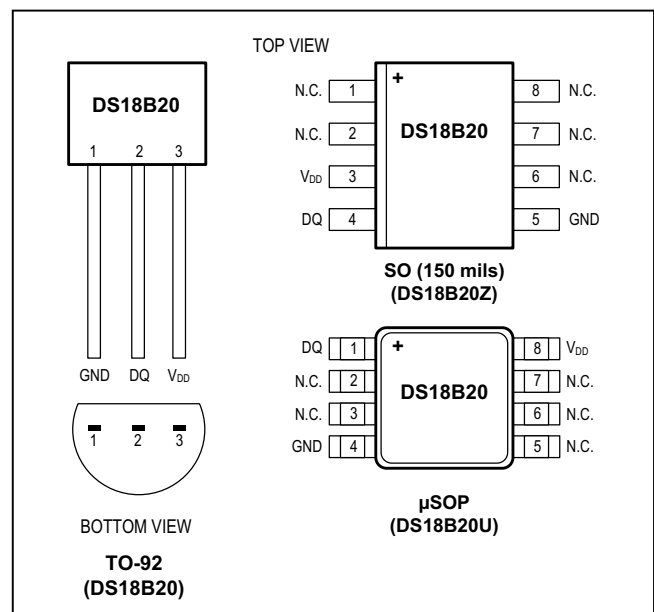 TOP VIEW
DS18B20
1 2 3
GND DQ VDD
1 2 3
BOTTOM VIEW
TO-92
(DS18B20)
+
DS18B20
N.C. 1 8 N.C.
N.C. 2 7 N.C.
VDD 3 6 N.C.
DQ 4 5 GND
SO (150 mils)
(DS18B20Z)
+
DS18B20
DQ 1 8 VDD
N.C. 2 7 N.C.
N.C. 3 6 N.C.
GND 4 5 N.C.
µSOP
(DS18B20U)